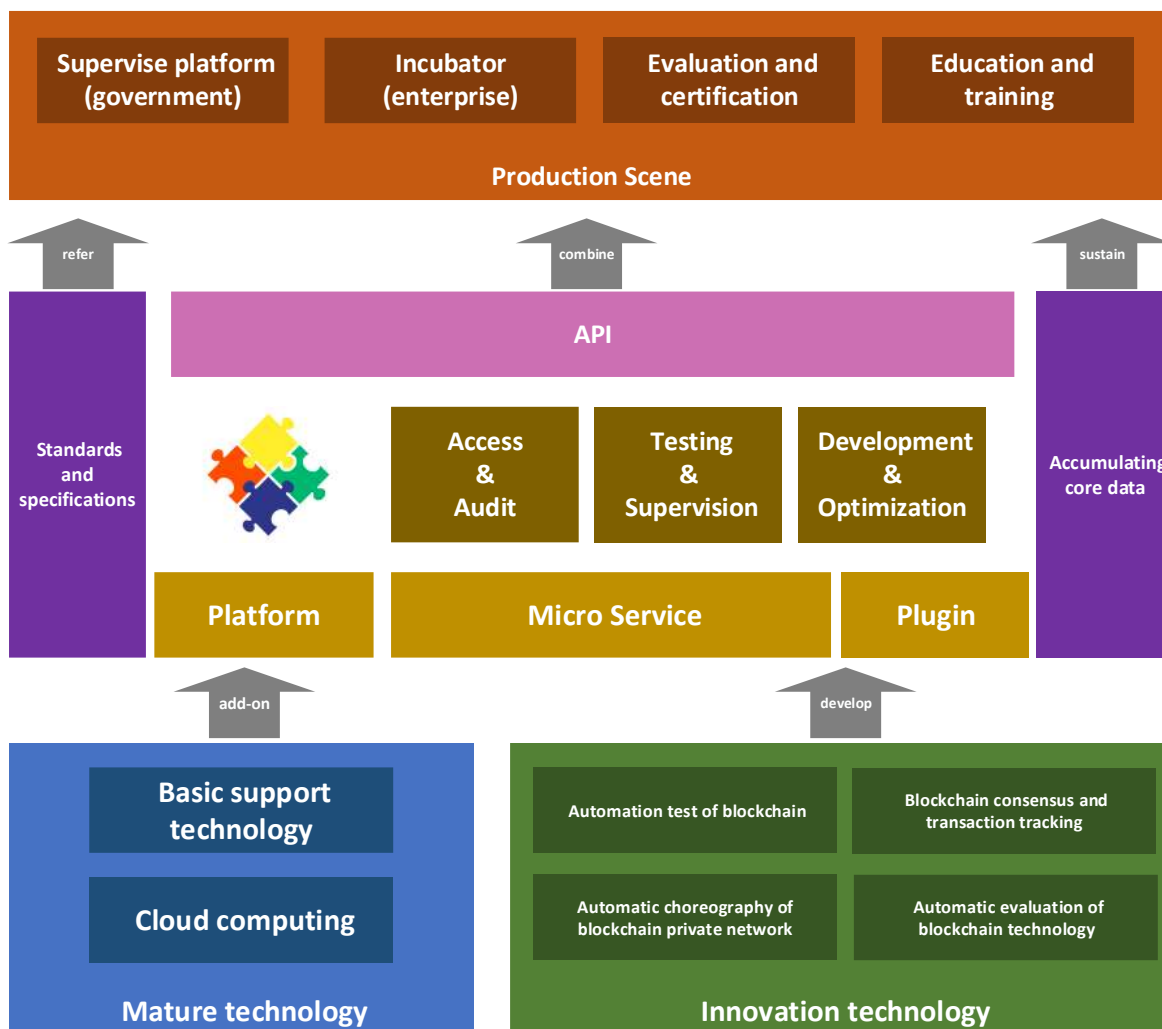 Supervise platform
(government)
Incubator
(enterprise)
Evaluation and
certification
Education and
training
Production Scene
refer
combine
sustain
Standards
and
specifications
API
Access
&
Audit
Testing
&
Supervision
Development
&
Optimization
Accumulating
core data
Platform
Micro Service
Plugin
add-on
develop
Basic support
technology
Cloud computing
Mature technology
Automation test of blockchain
Blockchain consensus and
transaction tracking
Automatic choreography of
blockchain private network
Automatic evaluation of
blockchain technology
Innovation technology